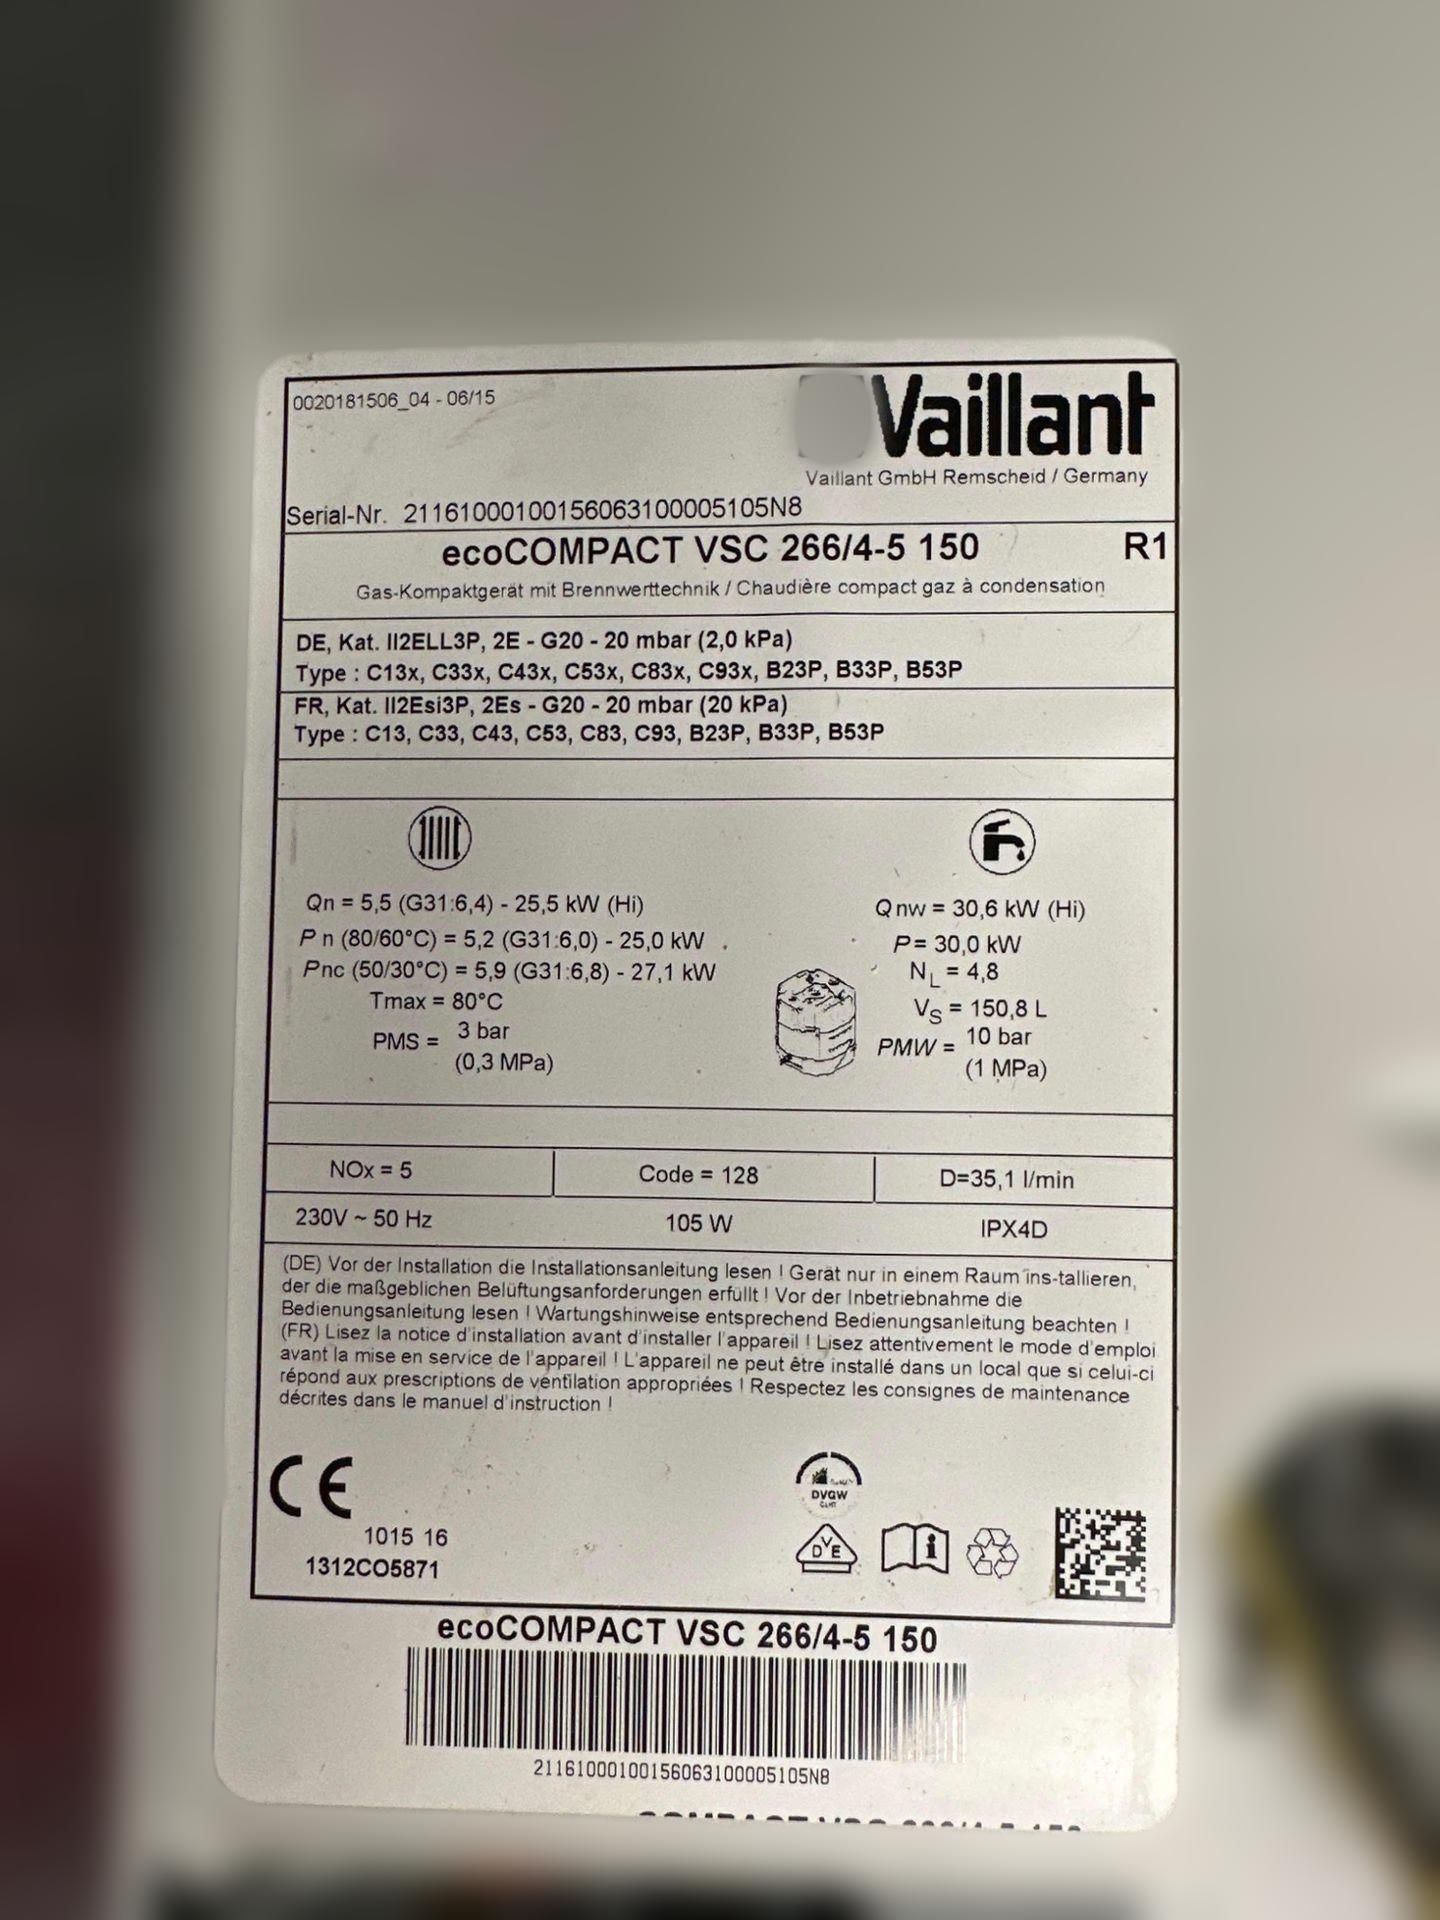 0020181506_04 - 06/15
Vaillant
Vaillant GmbH Remscheid / Germany
Serial-Nr. 21161000100156063100005105N8
ecoCOMPACT VSC 266/4-5 150 R1
Gas-Kompaktgerät mit Brennwerttechnik / Chaudière compact gaz à condensation
DE, Kat. II2ELL3P, 2E - G20 - 20 mbar (2,0 kPa)
Type : C13x, C33x, C43x, C53x, C83x, C93x, B23P, B33P, B53P
FR, Kat. II2Esi3P, 2Es - G20 - 20 mbar (20 kPa)
Type : C13, C33, C43, C53, C83, C93, B23P, B33P, B53P
Qn = 5,5 (G31:6,4) - 25,5 kW (Hi)
Pn (80/60°C) = 5,2 (G31:6,0) - 25,0 kW
Pnc (50/30°C) = 5,9 (G31:6,8) - 27,1 kW
Tmax = 80°C
PMS = 3 bar
(0,3 MPa)
Qnw = 30,6 kW (Hi)
P= 30,0 kW
NL = 4,8
VS = 150,8 L
PMW = 10 bar
(1 MPa)
NOx = 5 Code = 128 D=35,1 l/min
230V ~ 50 Hz 105 W IPX4D
(DE) Vor der Installation die Installationsanleitung lesen ! Gerät nur in einem Raum ins-tallieren,
der die maßgeblichen Belüftungsanforderungen erfüllt ! Vor der Inbetriebnahme die
Bedienungsanleitung lesen ! Wartungshinweise entsprechend Bedienungsanleitung beachten !
(FR) Lisez la notice d'installation avant d'installer l'appareil ! Lisez attentivement le mode d'emploi
avant la mise en service de l'appareil ! L'appareil ne peut être installé dans un local que si celui-ci
répond aux prescriptions de ventilation appropriées ! Respectez les consignes de maintenance
décrites dans le manuel d'instruction !
CE
1015 16
1312CO5871
DVGW
DVE
i
ecoCOMPACT VSC 266/4-5 150
21161000100156063100005105N8